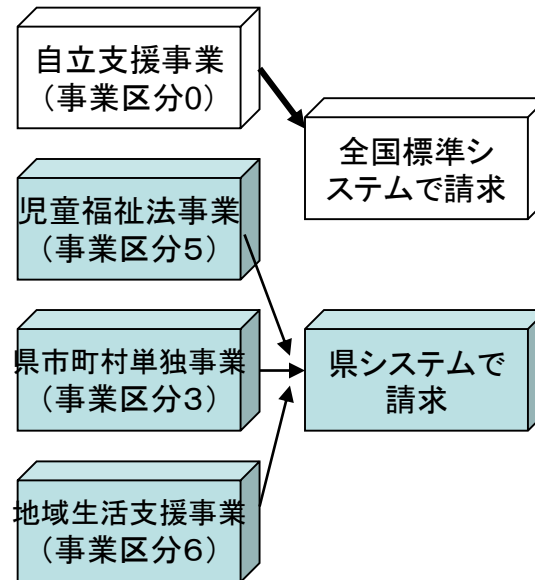 自立支援事業
（事業区分0）
全国標準シ
ステムで請求
児童福祉法事業
（事業区分5）
県市町村単独事業
（事業区分3）
県システムで
請求
地域生活支援事業
（事業区分6）